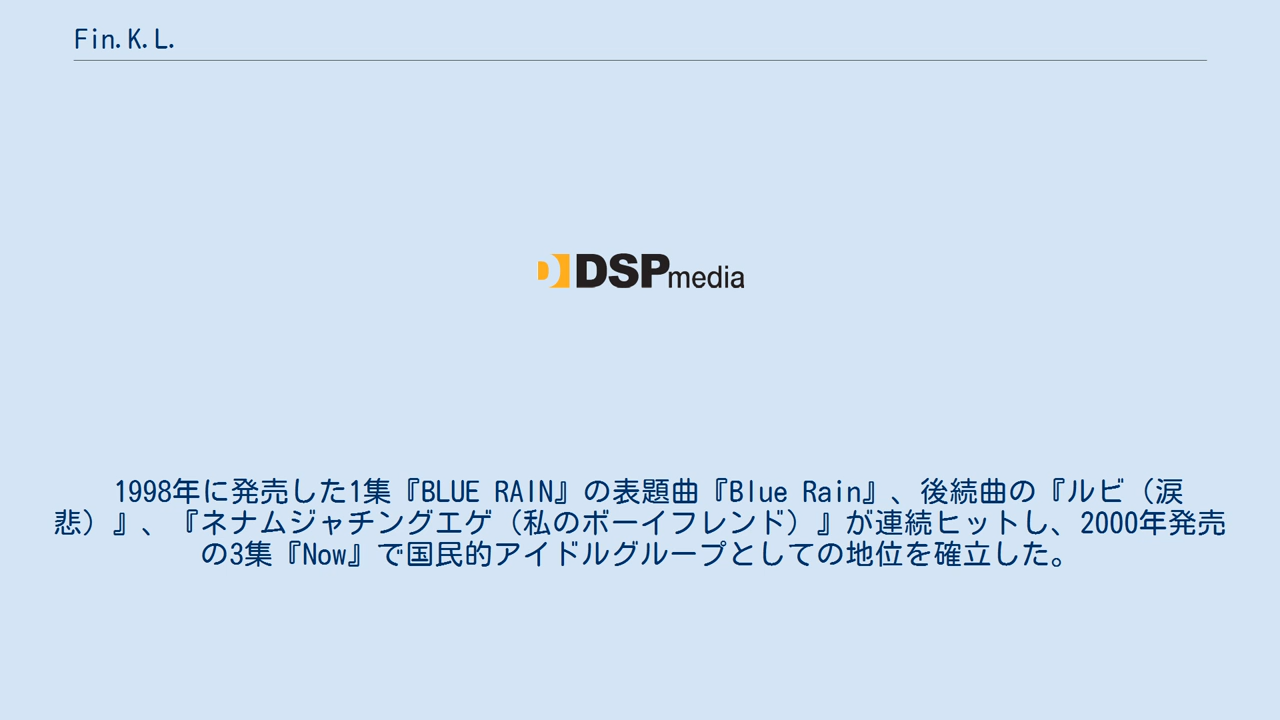 Fin.K.L.
DSPmedia
1998年に発売した1集『BLUE RAIN』の表題曲『Blue Rain』、後続曲の『ルビ（涙
悲）』、『ネナムジャチングエゲ（私のボーイフレンド）』が連続ヒットし、2000年発売
の3集『Now』で国民的アイドルグループとしての地位を確立した。